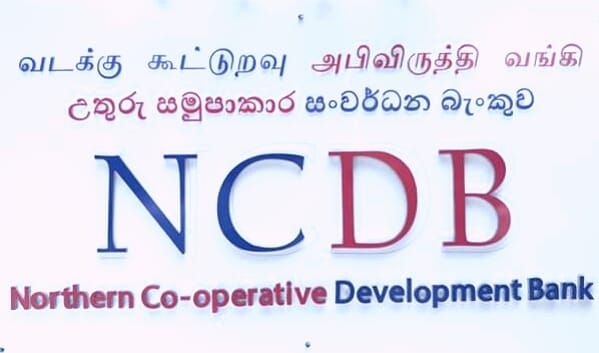 வடக்கு கூட்டுறவு அபிவிருத்தி வங்கி
උතුරු සමුපාකාර සංවර්ධන බැංකුව
NCDB
Northern Co-operative Development Bank